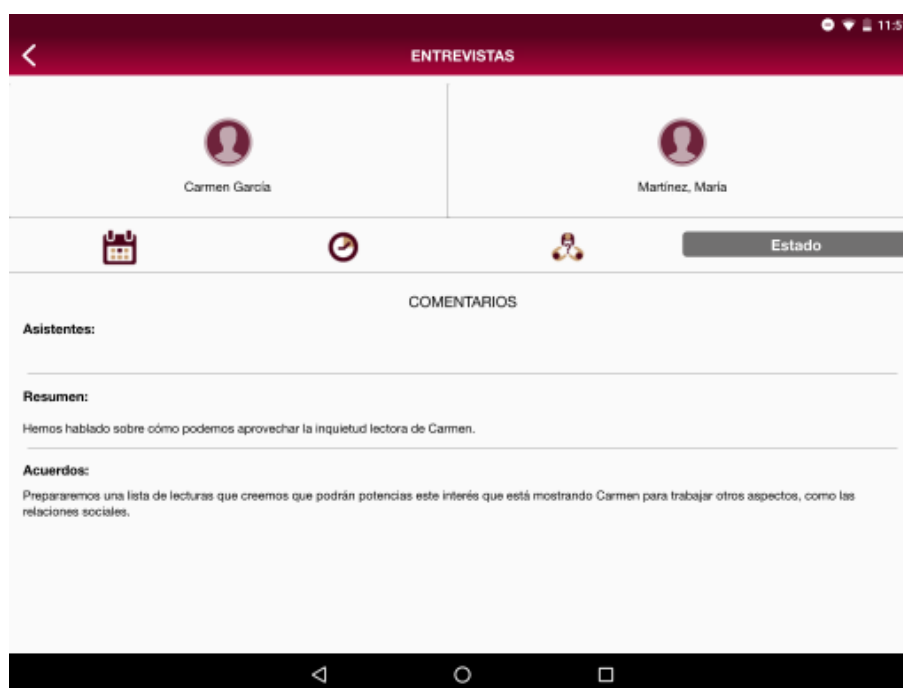 11:5
ENTREVISTAS
Carmen García
Martínez, María
Estado
COMENTARIOS
Asistentes:
Resumen:
Hemos hablado sobre cómo podemos aprovechar la inquietud lectora de Carmen.
Acuerdos:
Prepararemos una lista de lecturas que creemos que podrán potencias este interés que está mostrando Carmen para trabajar otros aspectos, como las
relaciones sociales.